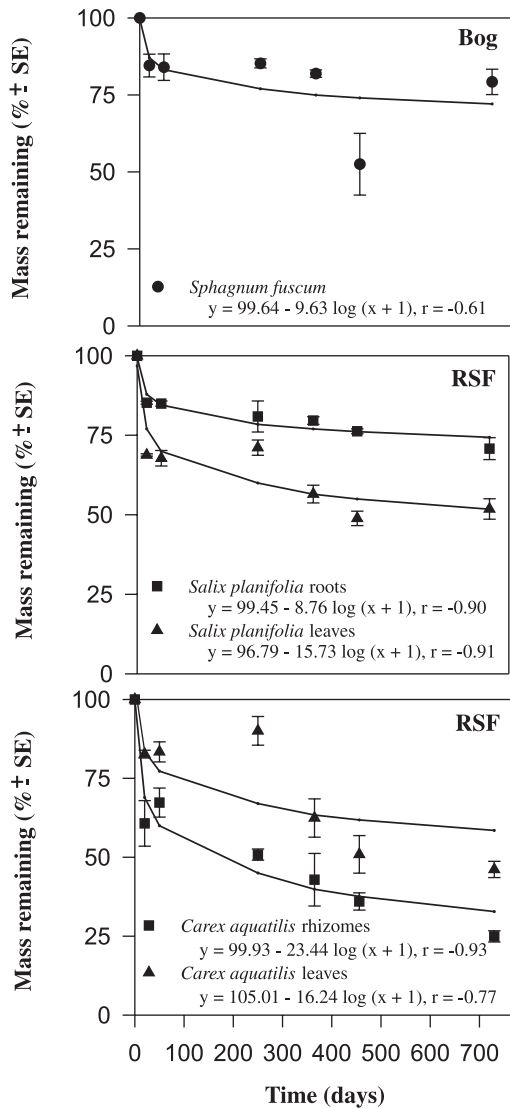 Bog
Mass remaining (% ± SE)
100
75
50
25
0
Sphagnum fuscum
y = 99.64 - 9.63 log (x + 1), r = -0.61
RSF
Mass remaining (% ± SE)
100
75
50
25
0
Salix planifolia roots
y = 99.45 - 8.76 log (x + 1), r = -0.90
Salix planifolia leaves
y = 96.79 - 15.73 log (x + 1), r = -0.91
RSF
Mass remaining (% ± SE)
100
75
50
25
0
Carex aquatilis rhizomes
y = 99.93 - 23.44 log (x + 1), r = -0.93
Carex aquatilis leaves
y = 105.01 - 16.24 log (x + 1), r = -0.77
0 100 200 300 400 500 600 700
Time (days)